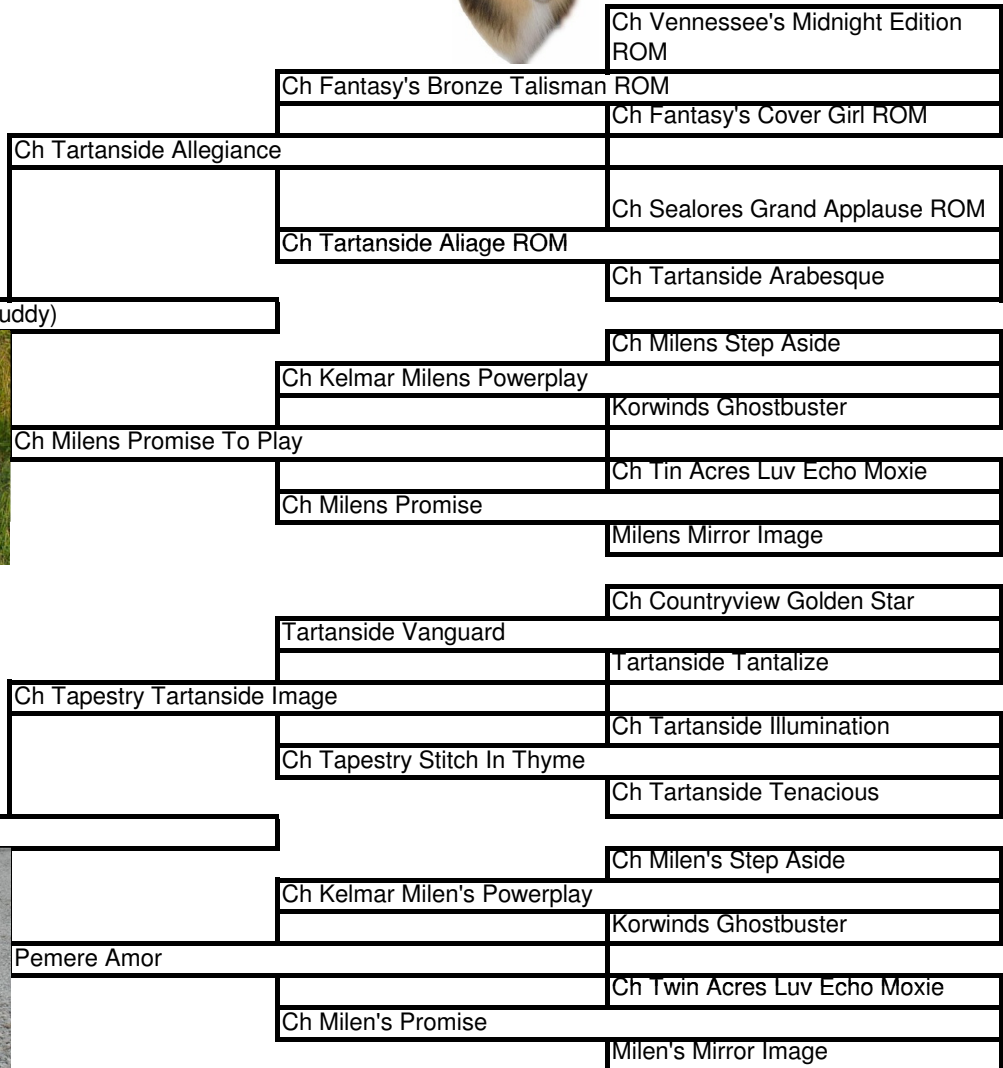 Ch Vennessee's Midnight Edition
ROM
Ch Fantasy's Bronze Talisman ROM
Ch Fantasy's Cover Girl ROM
Ch Tartanside Allegiance
Ch Sealores Grand Applause ROM
Ch Tartanside Aliage ROM
Ch Tartanside Arabesque
uddy)
Ch Milens Step Aside
Ch Kelmar Milens Powerplay
Korwinds Ghostbuster
Ch Milens Promise To Play
Ch Tin Acres Luv Echo Moxie
Ch Milens Promise
Milens Mirror Image
Ch Countryview Golden Star
Tartanside Vanguard
Tartanside Tantalize
Ch Tapestry Tartanside Image
Ch Tartanside Illumination
Ch Tapestry Stitch In Thyme
Ch Tartanside Tenacious
Ch Milen's Step Aside
Ch Kelmar Milen's Powerplay
Korwinds Ghostbuster
Pemere Amor
Ch Twin Acres Luv Echo Moxie
Ch Milen's Promise
Milen's Mirror Image